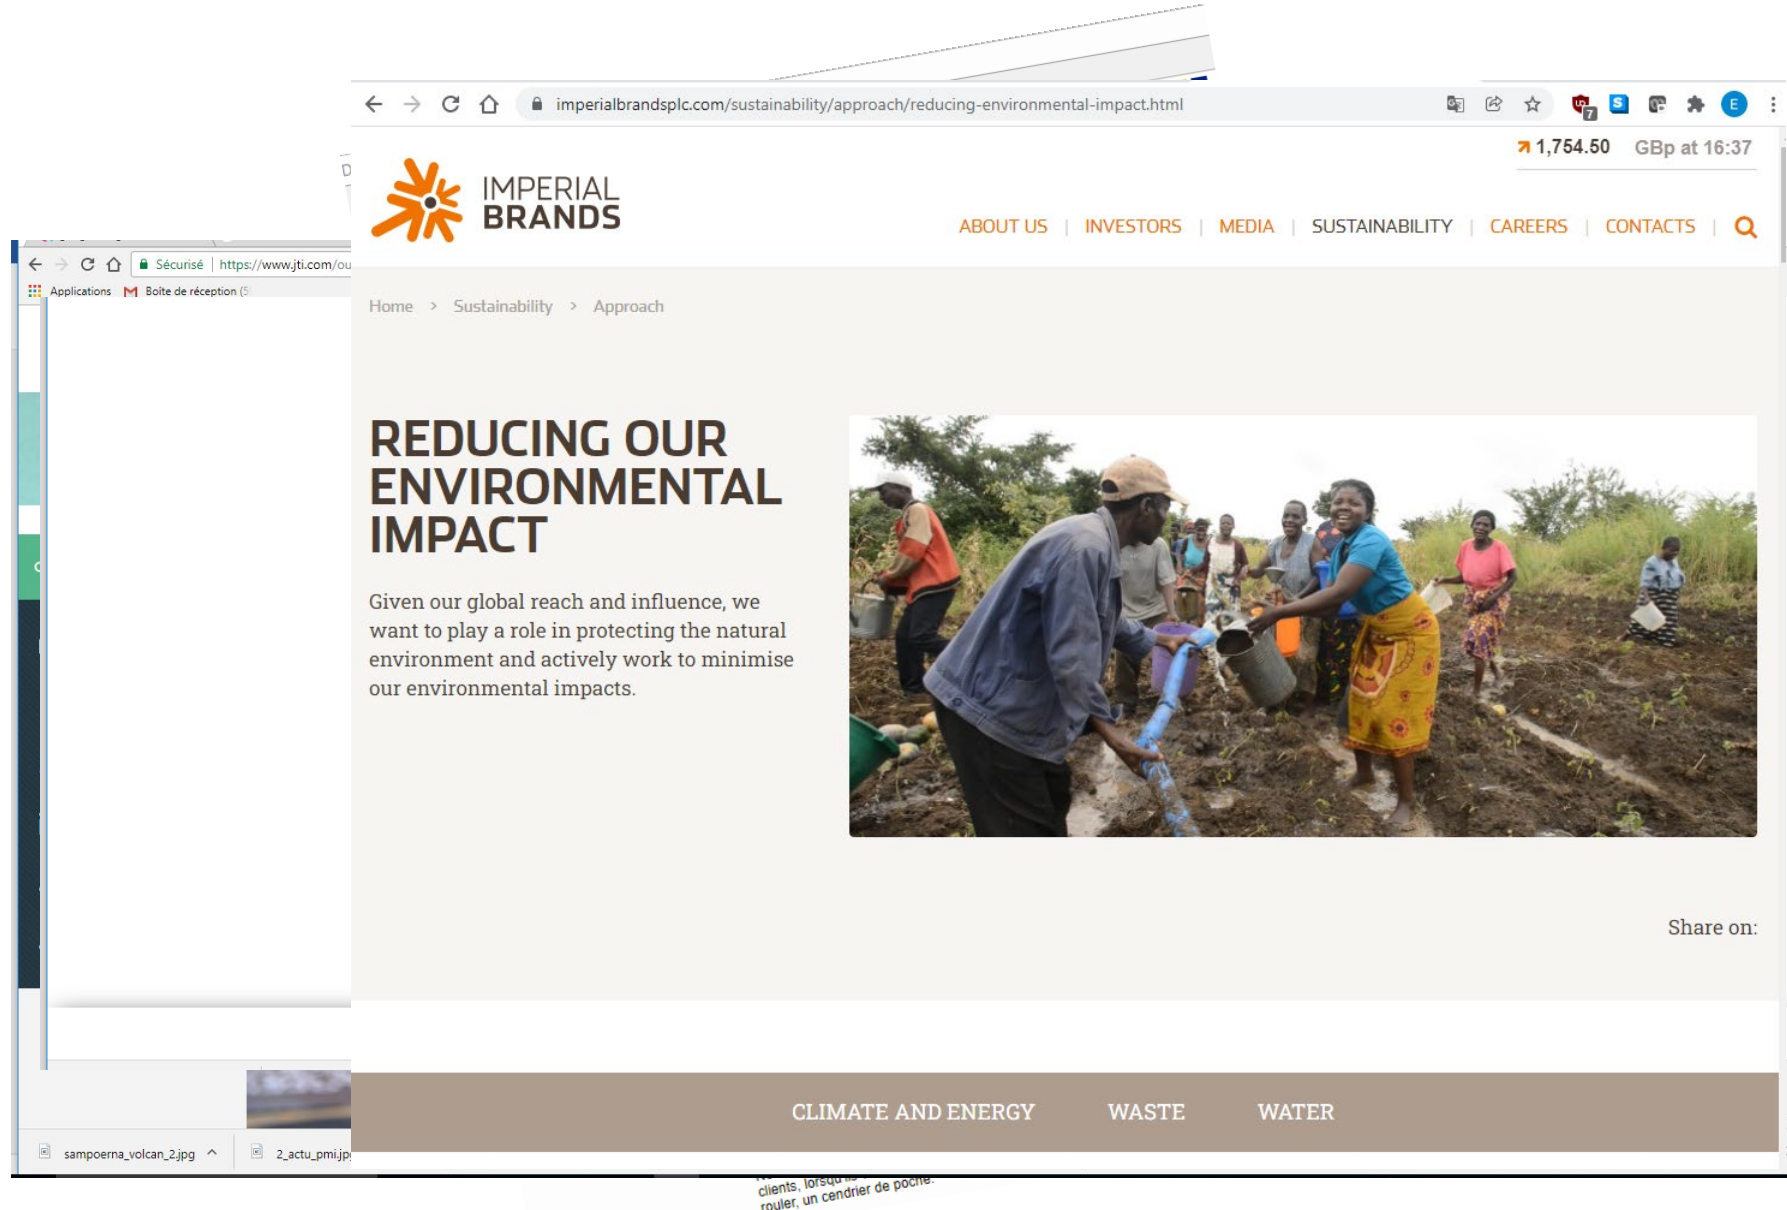 imperialbrandsplc.com/sustainability/approach/reducing-environmental-impact.html
7
S
E
1,754.50 GBp at 16:37
IMPERIAL
BRANDS
ABOUT US | INVESTORS | MEDIA | SUSTAINABILITY | CAREERS | CONTACTS |
Sécurisé | https://www.jti.com/ou
Applications Boîte de réception (5
Home > Sustainability > Approach
REDUCING OUR
ENVIRONMENTAL
IMPACT
Given our global reach and influence, we
want to play a role in protecting the natural
environment and actively work to minimise
our environmental impacts.
Share on:
CLIMATE AND ENERGY WASTE WATER
sampoerna_volcan_2.jpg 2_actu_pmi.jp
clients, lorsqu'ils
rouler, un cendrier de poche.